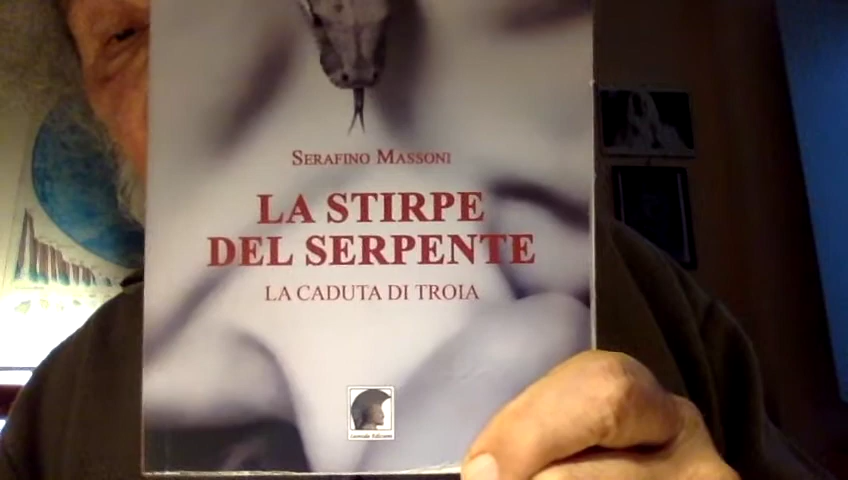 SERAFINO MASSONI
LA STIRPE
DEL SERPENTE
LA CADUTA DI TROIA